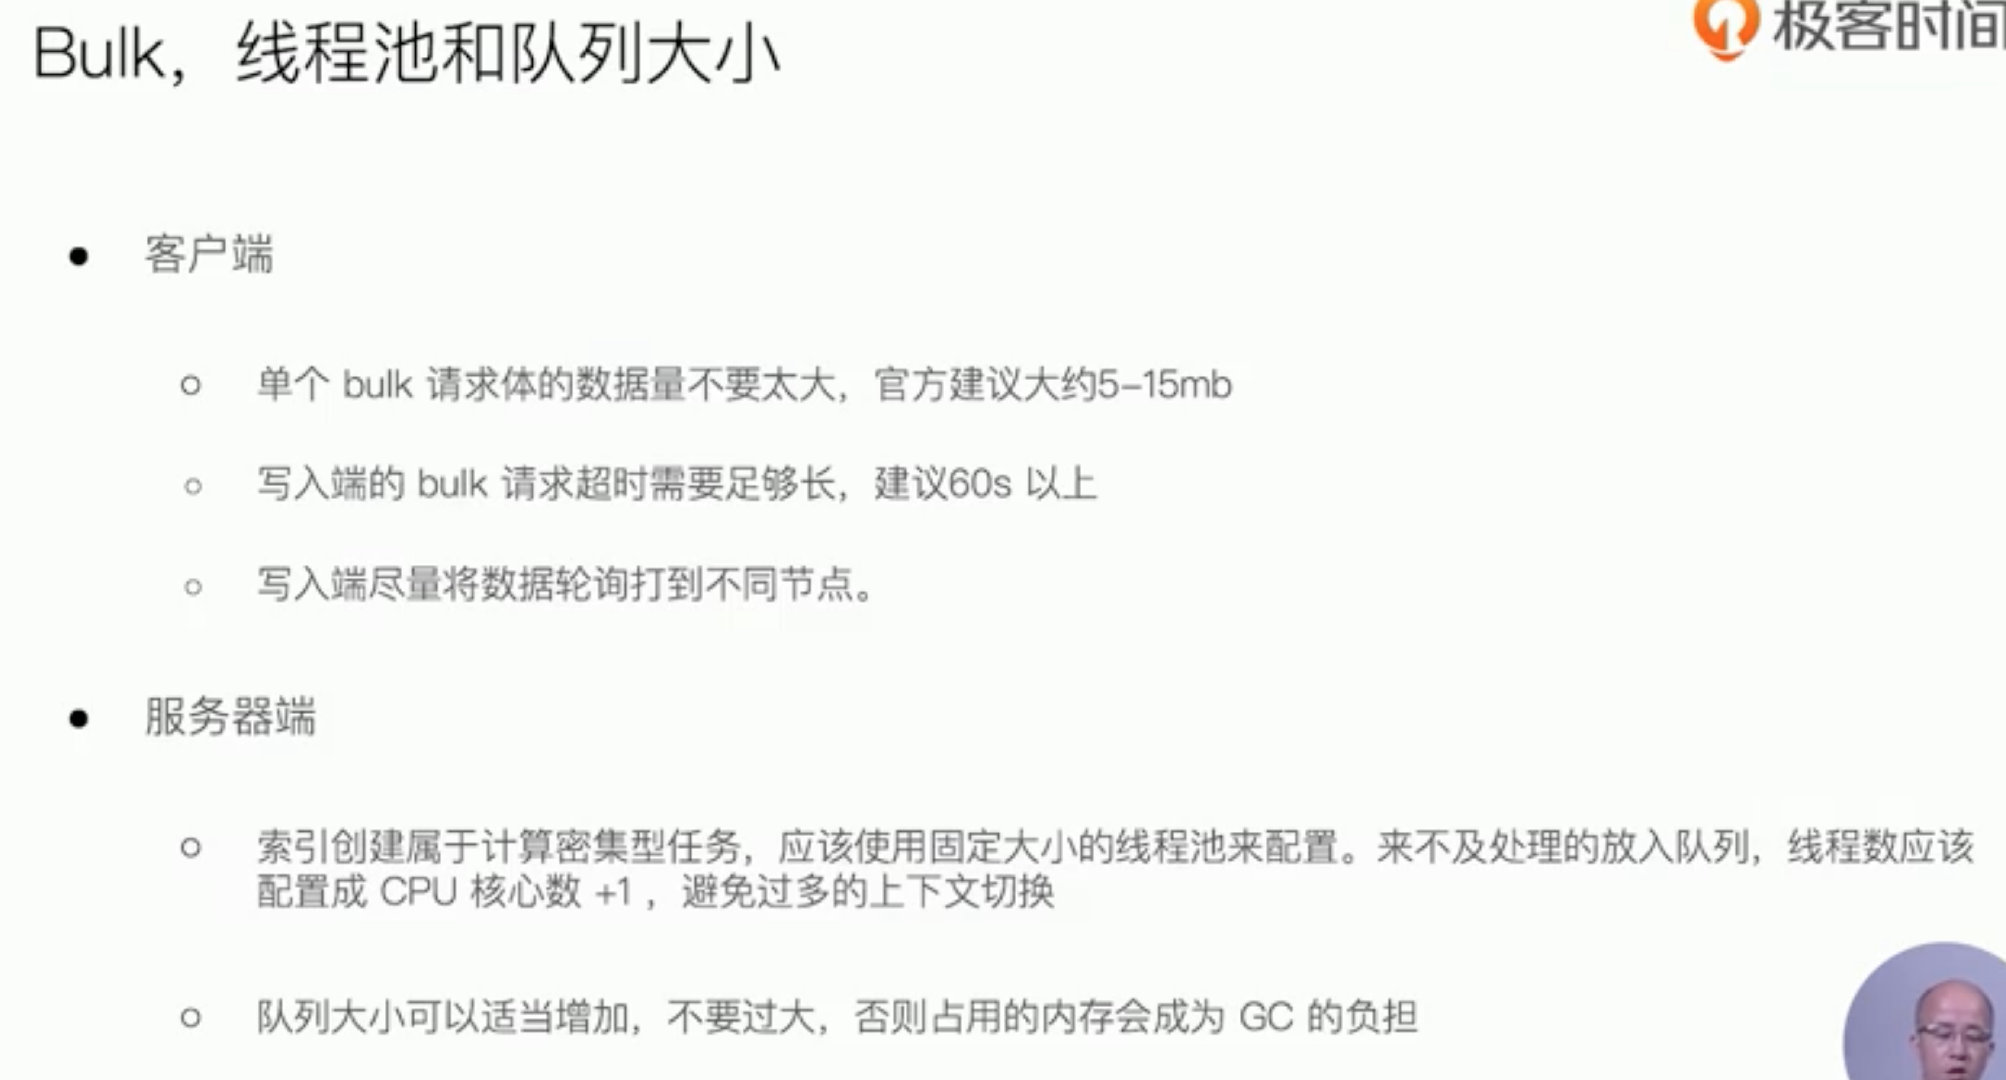 Bulk，线程池和队列大小
极客时间
● 客户端
○ 单个 bulk 请求体的数据量不要太大，官方建议大约5–15mb
○ 写入端的 bulk 请求超时需要足够长，建议60s 以上
○ 写入端尽量将数据轮询打到不同节点。
● 服务器端
○ 索引创建属于计算密集型任务，应该使用固定大小的线程池来配置。来不及处理的放入队列，线程数应该
配置成 CPU 核心数 +1 ，避免过多的上下文切换
○ 队列大小可以适当增加，不要过大，否则占用的内存会成为 GC 的负担